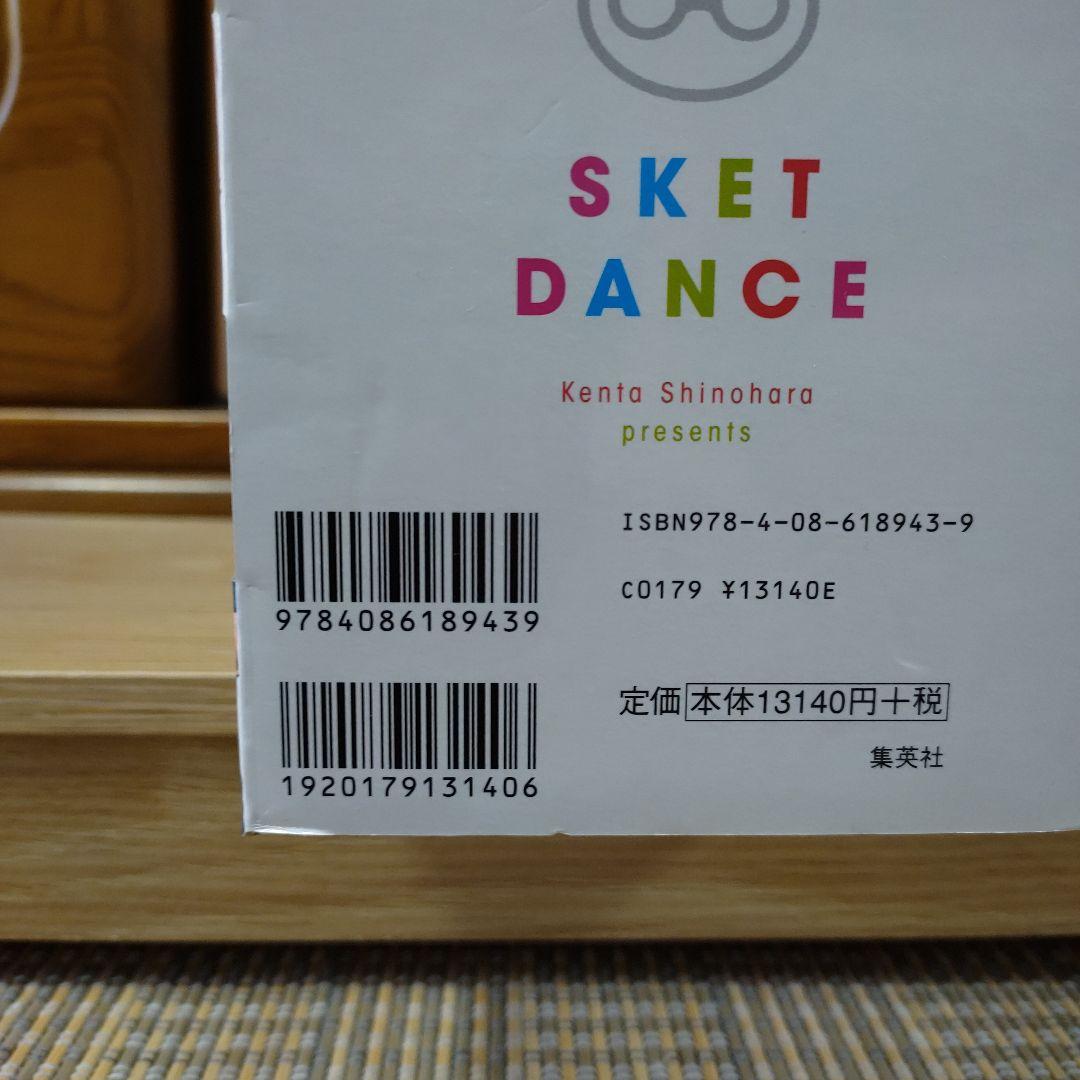 SKET
DANCE
Kenta Shinohara
presents
ISBN978-4-08-618943-9
C0179 ¥13140E
9784086189439
定価 本体13140円+税
集英社
1920179131406